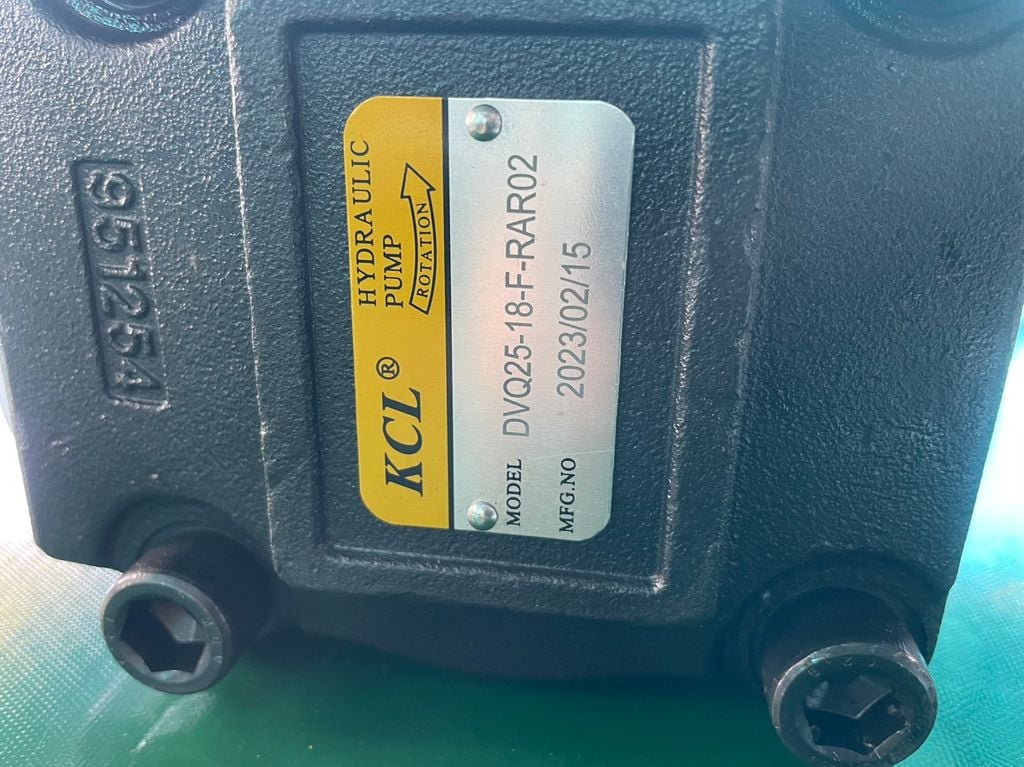 KCL®
HYDRAULIC
PUMP
ROTATION
MODEL DVQ25-18-F-RAR02
MFG.NO 2023/02/15
951254